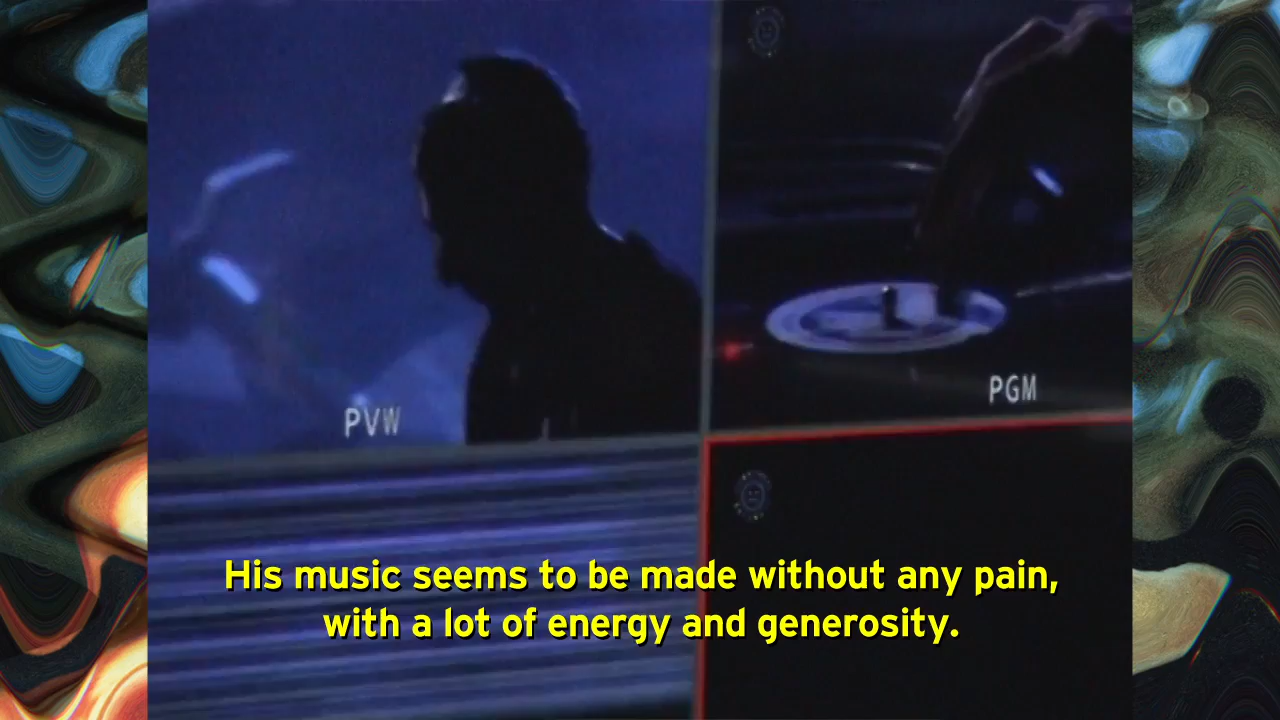 PVW
PGM
His music seems to be made without any pain,
with a lot of energy and generosity.